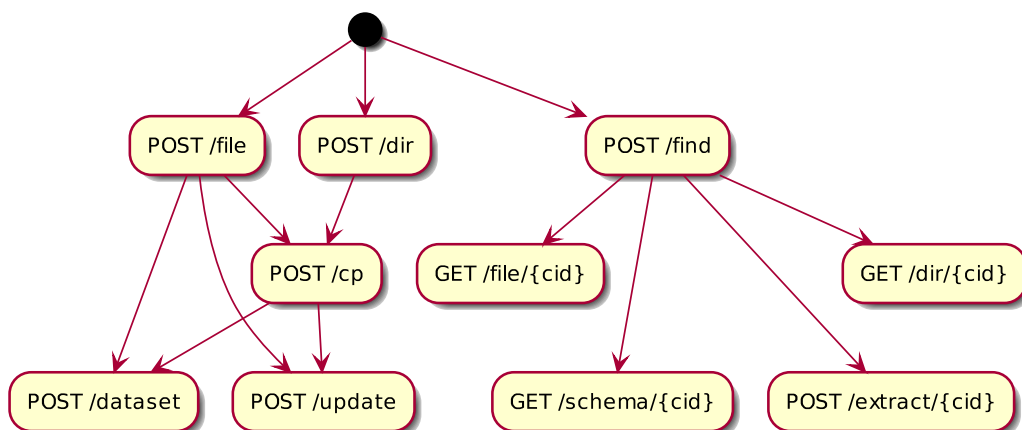 POST /file
POST /dir
POST /find
POST /cp
GET /file/{cid}
GET /dir/{cid}
POST /dataset
POST /update
GET /schema/{cid}
POST /extract/{cid}